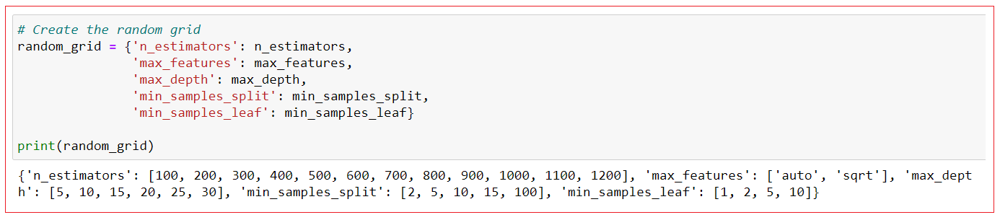 # Create the random grid
random_grid = {'n_estimators': n_estimators,
               'max_features': max_features,
               'max_depth': max_depth,
               'min_samples_split': min_samples_split,
               'min_samples_leaf': min_samples_leaf}
print(random_grid)
{'n_estimators': [100, 200, 300, 400, 500, 600, 700, 800, 900, 1000, 1100, 1200], 'max_features': ['auto', 'sqrt'], 'max_dept
h': [5, 10, 15, 20, 25, 30], 'min_samples_split': [2, 5, 10, 15, 100], 'min_samples_leaf': [1, 2, 5, 10]}